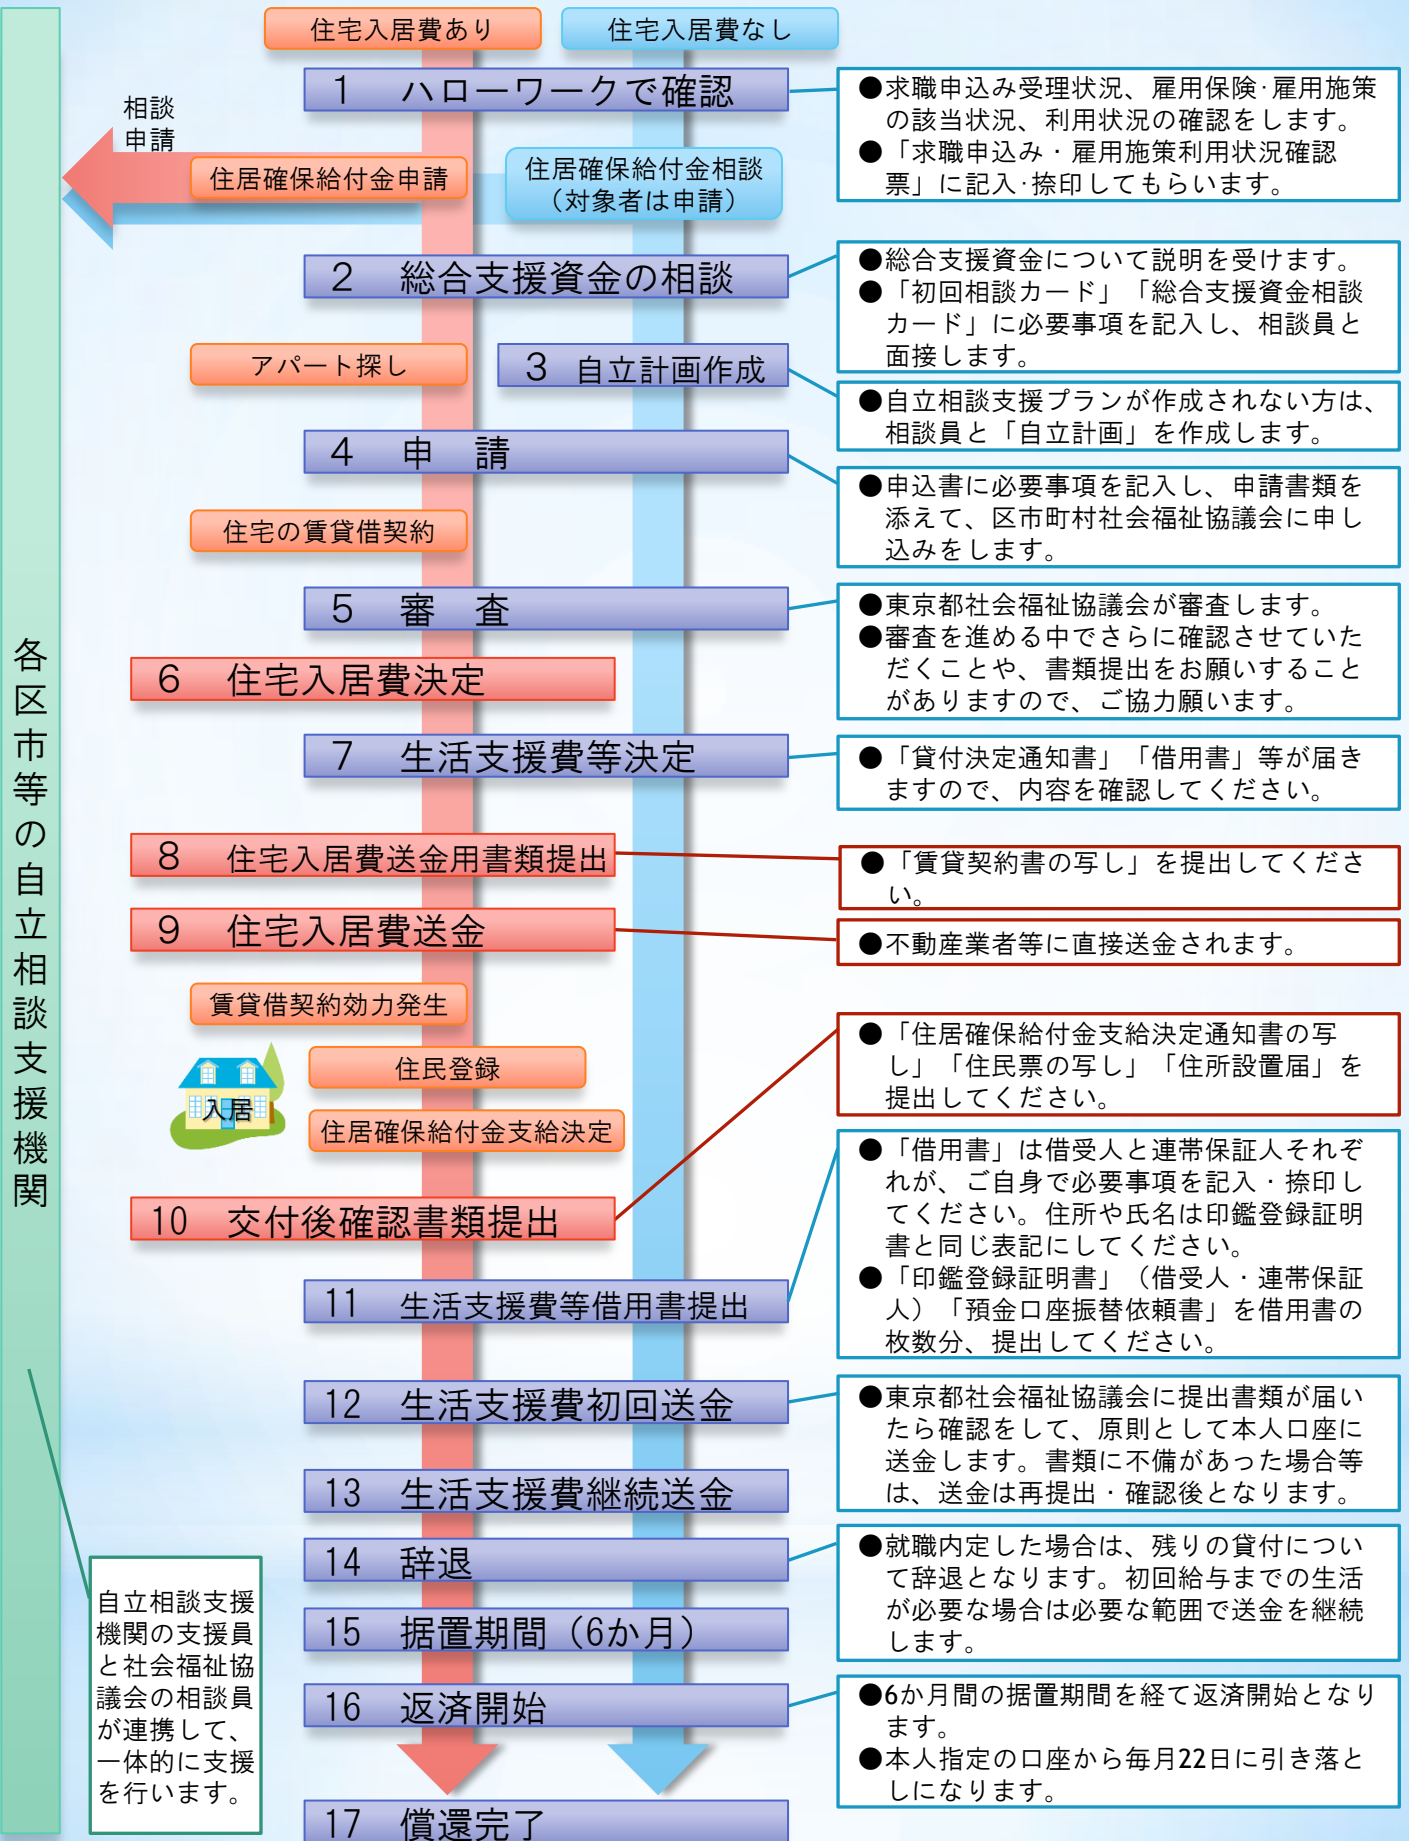 住宅入居費あり
住宅入居費なし
1 ハローワークで確認
●求職申込み受理状況、雇用保険･雇用施策
の該当状況、利用状況の確認をします。
●「求職申込み・雇用施策利用状況確認
票」に記入･捺印してもらいます。
相談
申請
住居確保給付金申請
住居確保給付金相談
（対象者は申請）
2 総合支援資金の相談
●総合支援資金について説明を受けます。
●「初回相談カード」「総合支援資金相談
カード」に必要事項を記入し、相談員と
面接します。
アパート探し
3 自立計画作成
●自立相談支援プランが作成されない方は、
相談員と「自立計画」を作成します。
4 申 請
●申込書に必要事項を記入し、申請書類を
添えて、区市町村社会福祉協議会に申し
込みをします。
住宅の賃貸借契約
5 審 査
●東京都社会福祉協議会が審査します。
●審査を進める中でさらに確認させていた
だくことや、書類提出をお願いすること
がありますので、ご協力願います。
6 住宅入居費決定
7 生活支援費等決定
●「貸付決定通知書」「借用書」等が届き
ますので、内容を確認してください。
8 住宅入居費送金用書類提出
●「賃貸契約書の写し」を提出してくださ
い。
9 住宅入居費送金
●不動産業者等に直接送金されます。
賃貸借契約効力発生
入居
住民登録
住居確保給付金支給決定
●「住居確保給付金支給決定通知書の写
し」「住民票の写し」「住所設置届」を
提出してください。
10 交付後確認書類提出
11 生活支援費等借用書提出
●「借用書」は借受人と連帯保証人それぞ
れが、ご自身で必要事項を記入・捺印し
てください。住所や氏名は印鑑登録証明
書と同じ表記にしてください。
●「印鑑登録証明書」（借受人・連帯保証
人）「預金口座振替依頼書」を借用書の
枚数分、提出してください。
12 生活支援費初回送金
●東京都社会福祉協議会に提出書類が届い
たら確認をして、原則として本人口座に
送金します。書類に不備があった場合等
は、送金は再提出・確認後となります。
13 生活支援費継続送金
14 辞退
●就職内定した場合は、残りの貸付につい
て辞退となります。初回給与までの生活
が必要な場合は必要な範囲で送金を継続
します。
15 据置期間（6か月）
16 返済開始
●6か月間の据置期間を経て返済開始となり
ます。
●本人指定の口座から毎月22日に引き落と
しになります。
17 償還完了
各区市等の自立相談支援機関
自立相談支援
機関の支援員
と社会福祉協
議会の相談員
が連携して、
一体的に支援
を行います。